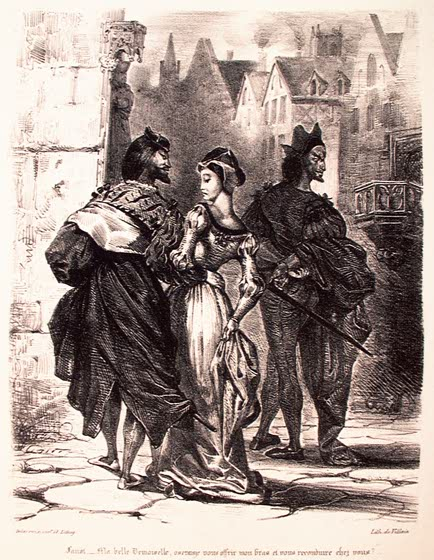 Lith. de Villain
Faust — Ma belle Demoiselle, oserais-je vous offrir mon bras et vous reconduire chez vous ?